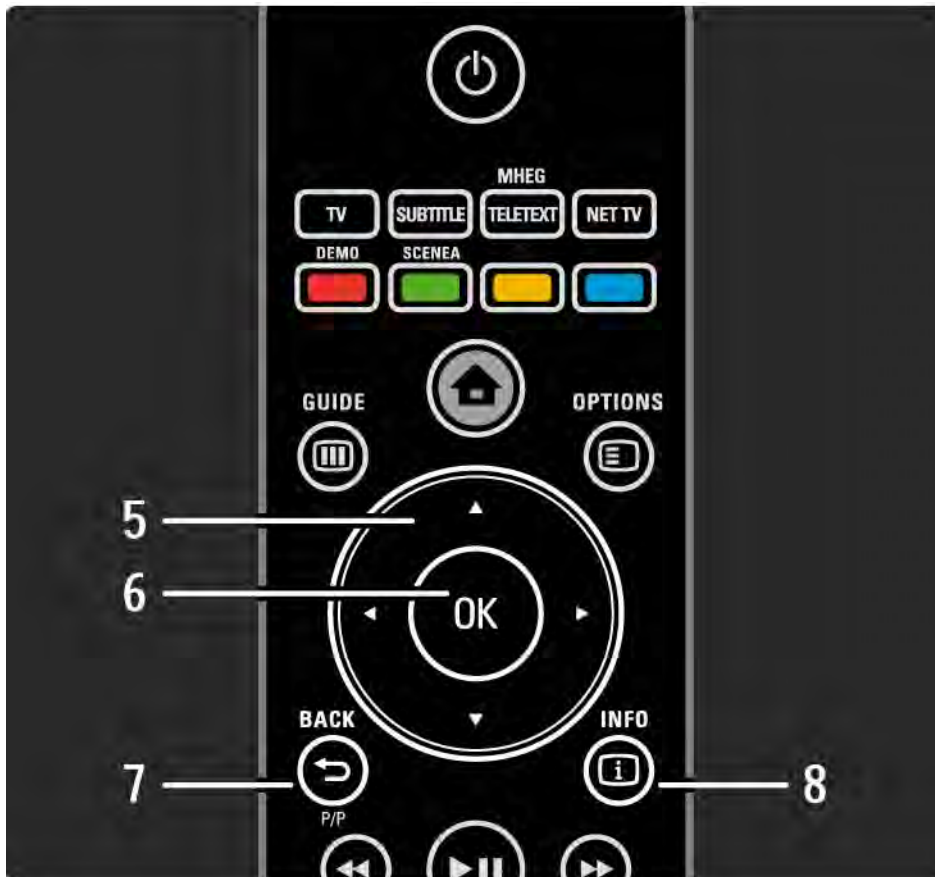 MHEG
TV SUBTITLE TELETEXT NET TV
DEMO SCENEA
GUIDE OPTIONS
5
6 OK
BACK INFO
7 i 8
P/P